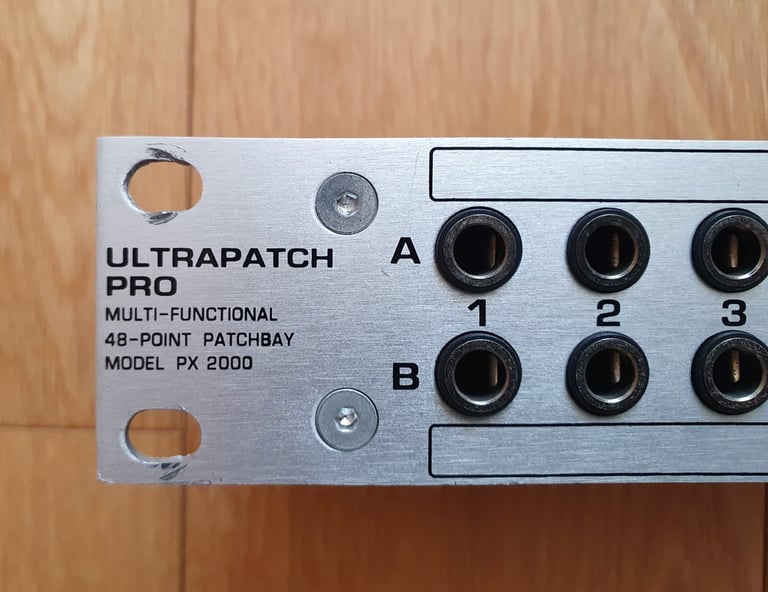 ULTRAPATCH
PRO
MULTI-FUNCTIONAL
48-POINT PATCHBAY
MODEL PX 2000
A
1 2 3
B